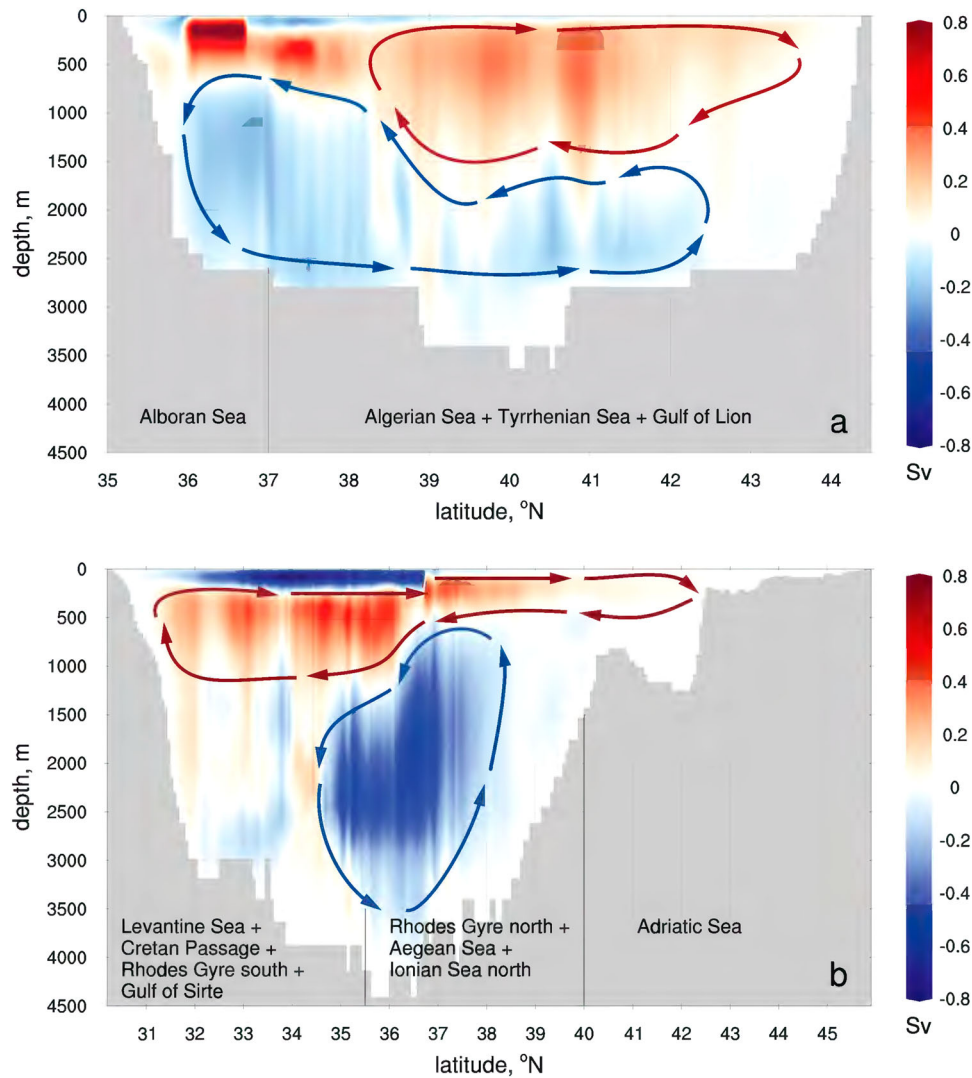 0
500
1000
1500
2000
2500
3000
3500
4000
4500
depth, m
Alboran Sea
Algerian Sea + Tyrrhenian Sea + Gulf of Lion
a
35 36 37 38 39 40 41 42 43 44
latitude, °N
0.8
0.6
0.4
0.2
0
-0.2
-0.4
-0.6
-0.8
Sv
0
500
1000
1500
2000
2500
3000
3500
4000
4500
depth, m
Levantine Sea +
Cretan Passage +
Rhodes Gyre south +
Gulf of Sirte
Rhodes Gyre north +
Aegean Sea +
Ionian Sea north
Adriatic Sea
b
31 32 33 34 35 36 37 38 39 40 41 42 43 44 45
latitude, °N
0.8
0.6
0.4
0.2
0
-0.2
-0.4
-0.6
-0.8
Sv